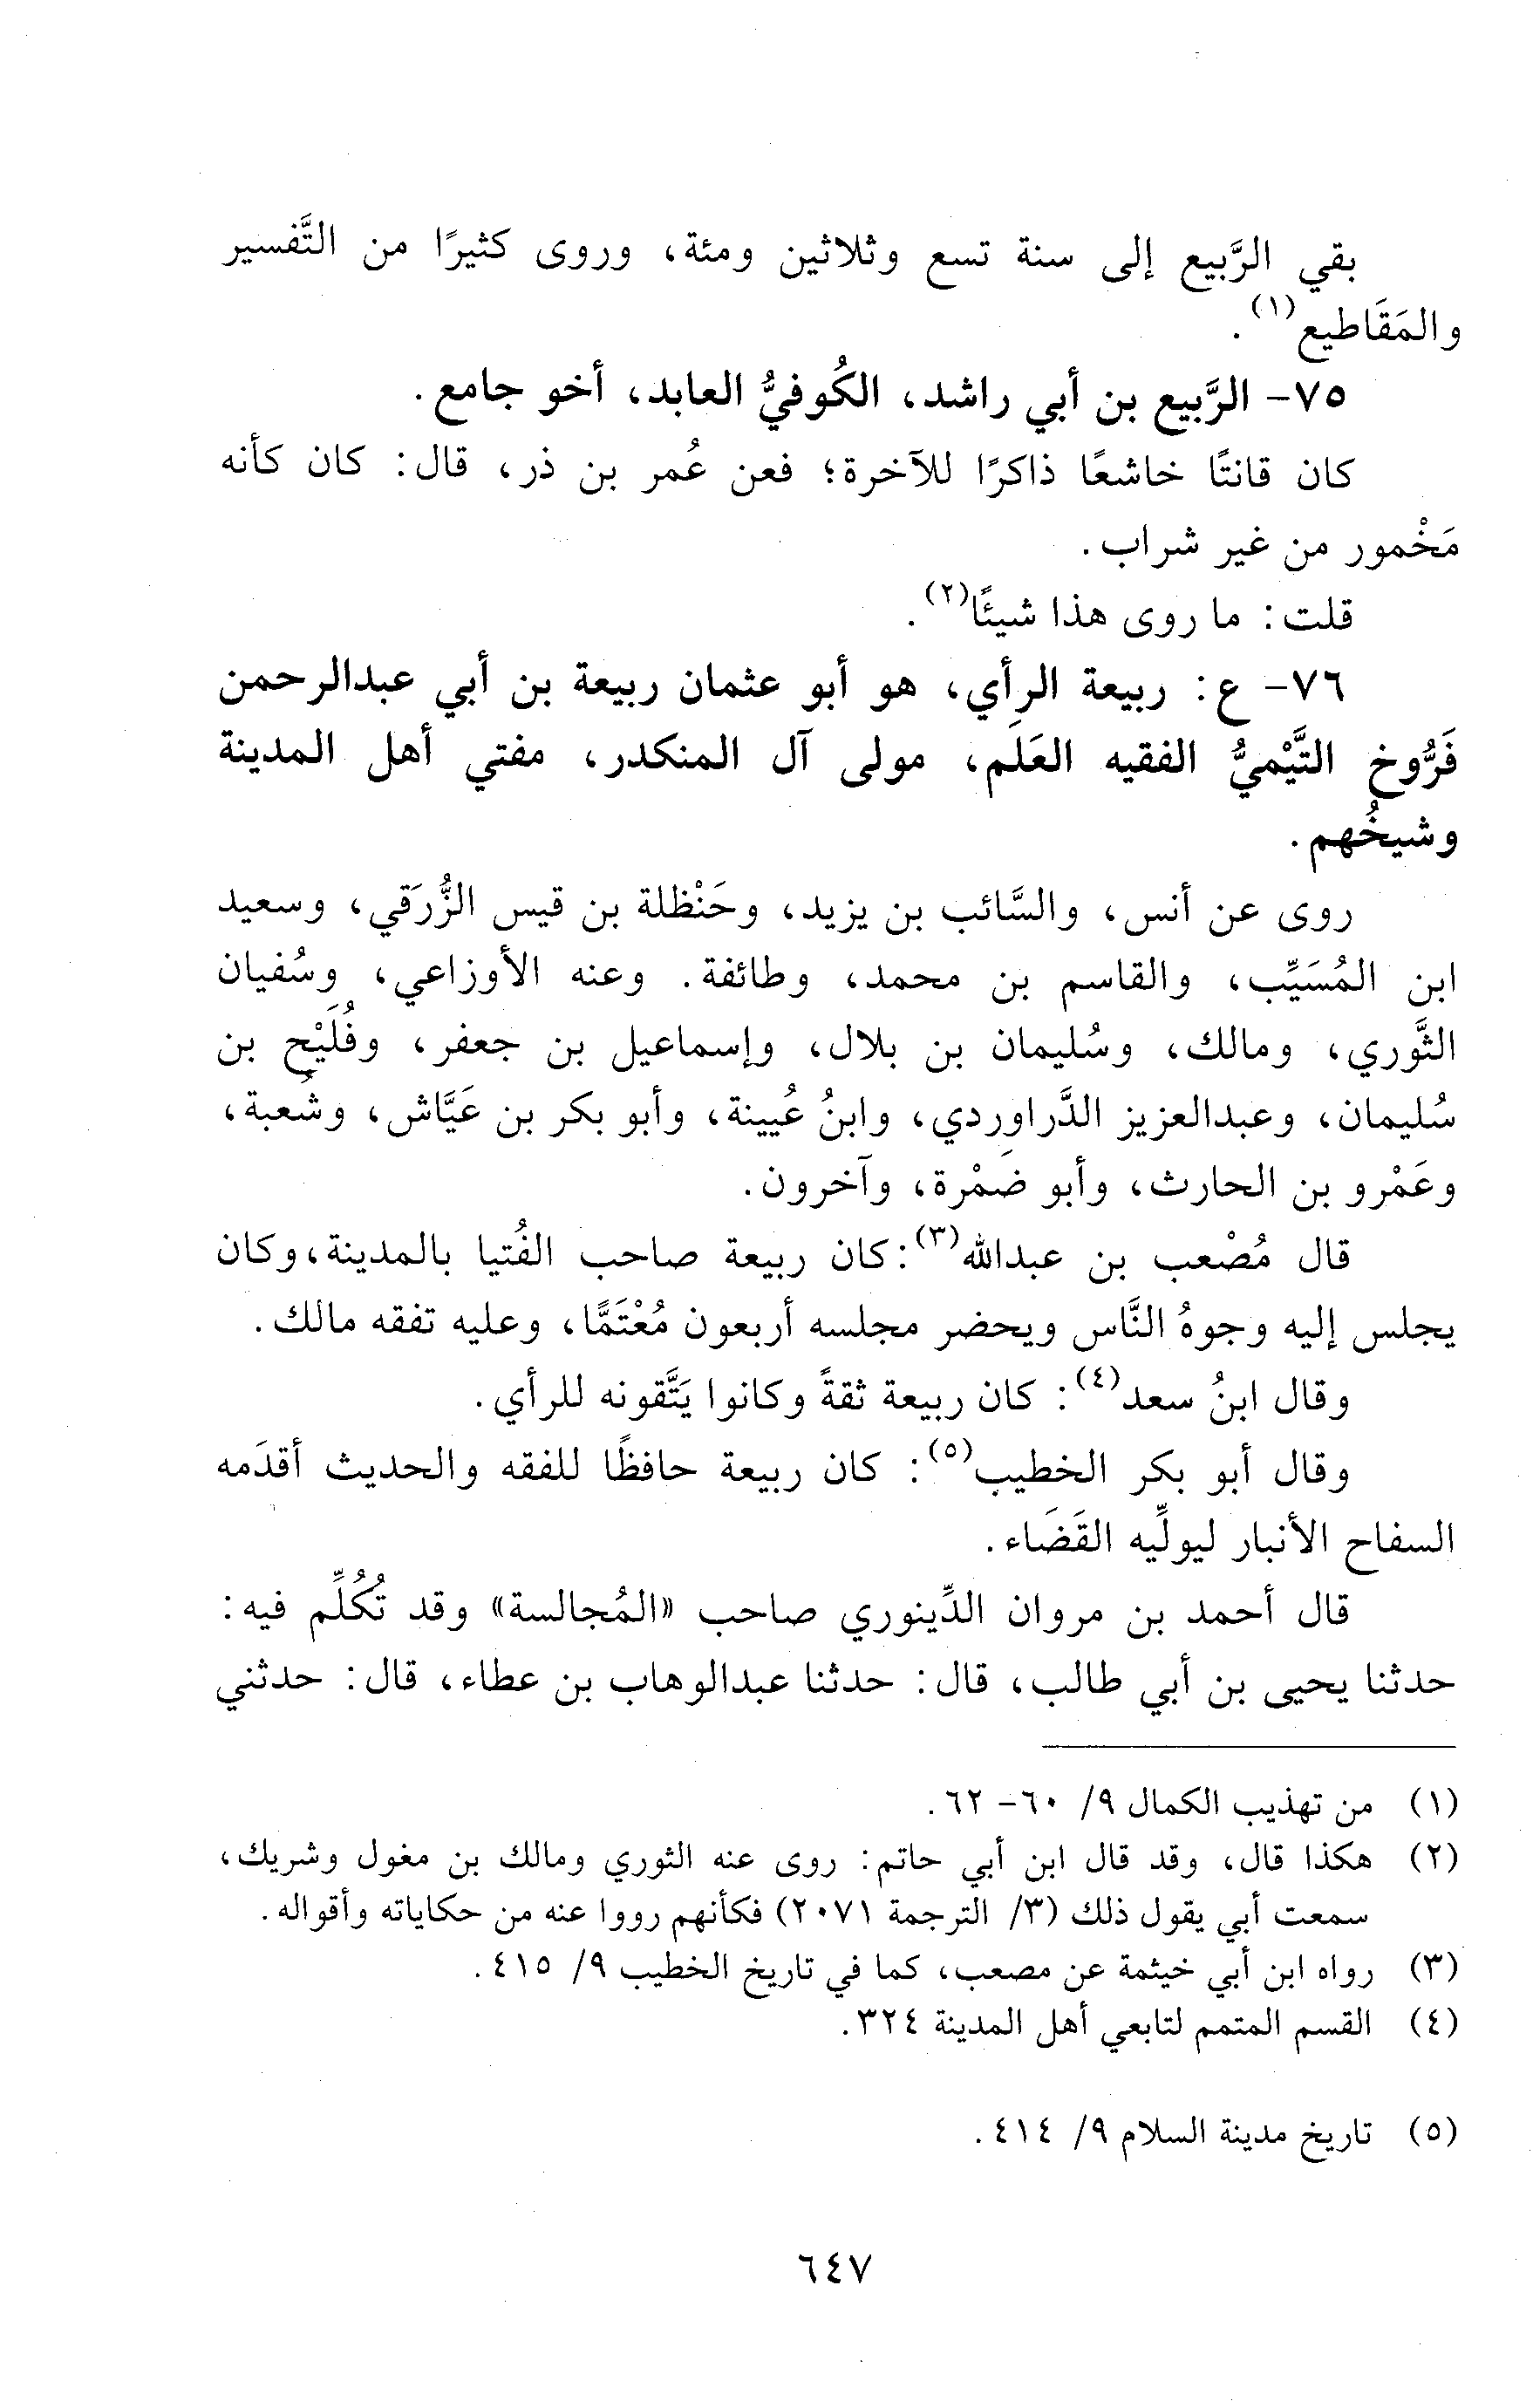 بقي الرَّبيع إلى سنة تسع وثلاثين ومئة، وروى كثيرًا من التَّفسير
والمَقَاطيع(١).
٧٥- الرَّبيع بن أبي راشد، الكُوفيُّ العابد، أخو جامع.
كان قانتًا خاشعًا ذاكرًا للآخرة؛ فعن عُمر بن ذر، قال: كان كأنه
مَخْمور من غير شراب.
قلت: ما روى هذا شيئًا(٢).
٧٦- ع: ربيعة الرأي، هو أبو عثمان ربيعة بن أبي عبدالرحمن
فَرُّوخ التَّيْميُّ الفقيه العَلَم، مولى آل المنكدر، مفتي أهل المدينة
وشيخُهم.
روى عن أنس، والسَّائب بن يزيد، وحَنْظلة بن قيس الزُّرَقي، وسعيد
ابن المُسَيِّب، والقاسم بن محمد، وطائفة. وعنه الأوزاعي، وسُفيان
الثَّوري، ومالك، وسُليمان بن بلال، وإسماعيل بن جعفر، وفُلَيْح بن
سُليمان، وعبدالعزيز الدَّراوِردي، وابنُ عُيينة، وأبو بكر بن عَيَّاش، وشُعبة،
وعَمْرو بن الحارث، وأبو ضَمْرة، وآخرون.
قال مُصْعب بن عبدالله(٣): كان ربيعة صاحب الفُتيا بالمدينة، وكان
يجلس إليه وجوهُ النَّاس ويحضر مجلسه أربعون مُعْتَمًّا، وعليه تفقه مالك.
وقال ابنُ سعد(٤): كان ربيعة ثقةً وكانوا يَتَّقونه للرأي.
وقال أبو بكر الخطيب(٥): كان ربيعة حافظًا للفقه والحديث أقدَمه
السفاح الأنبار ليولِّيه القَضَاء.
قال أحمد بن مروان الدِّينوري صاحب «المُجالسة» وقد تُكُلِّم فيه:
حدثنا يحيى بن أبي طالب، قال: حدثنا عبدالوهاب بن عطاء، قال: حدثني
(١) من تهذيب الكمال ٩/ ٦٠- ٦٢.
(٢) هكذا قال، وقد قال ابن أبي حاتم: روى عنه الثوري ومالك بن مغول وشريك،
سمعت أبي يقول ذلك (٣/ الترجمة ٢٠٧١) فكأنهم رووا عنه من حكاياته وأقواله.
(٣) رواه ابن أبي خيثمة عن مصعب، كما في تاريخ الخطيب ٩/ ٤١٥.
(٤) القسم المتمم لتابعي أهل المدينة ٣٢٤.
(٥) تاريخ مدينة السلام ٩/ ٤١٤.
٦٤٧